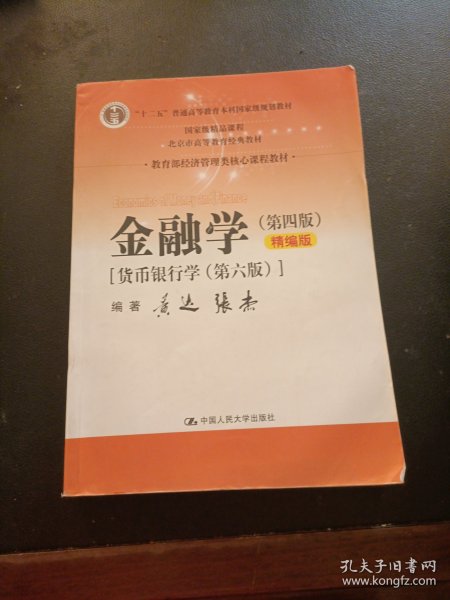 十二五
“十二五”普通高等教育本科国家级规划教材
国家级精品课程
北京市高等教育经典教材
·教育部经济管理类核心课程教材·
Economics of Money and Finance
金融学(第四版)
精编版
[货币银行学(第六版)]
编著 黄达 张杰
中国人民大学出版社
孔夫子旧书网
www.kongfz.com